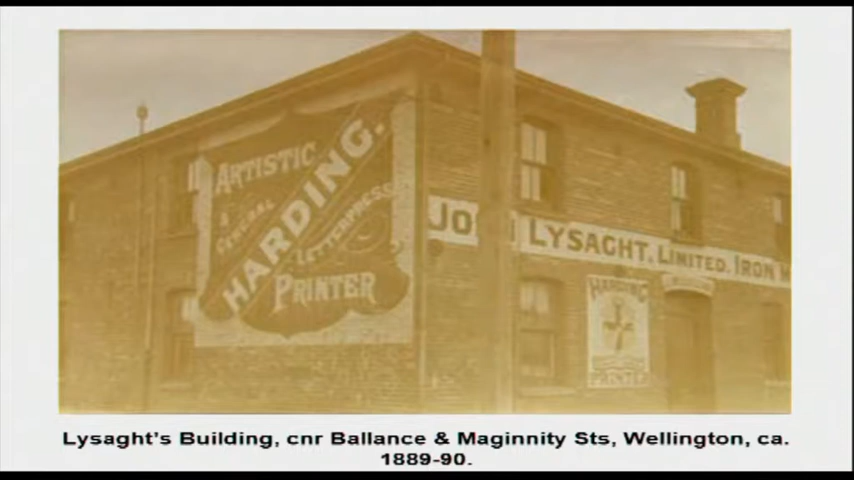 ARTISTIC
&
GENERAL
HARDING.
LETTERPRESS
PRINTER
LYSAGHT, LIMITED. IRON
HARDING
PRINTER
Lysaght's Building, cnr Ballance & Maginnity Sts, Wellington, ca.
1889-90.